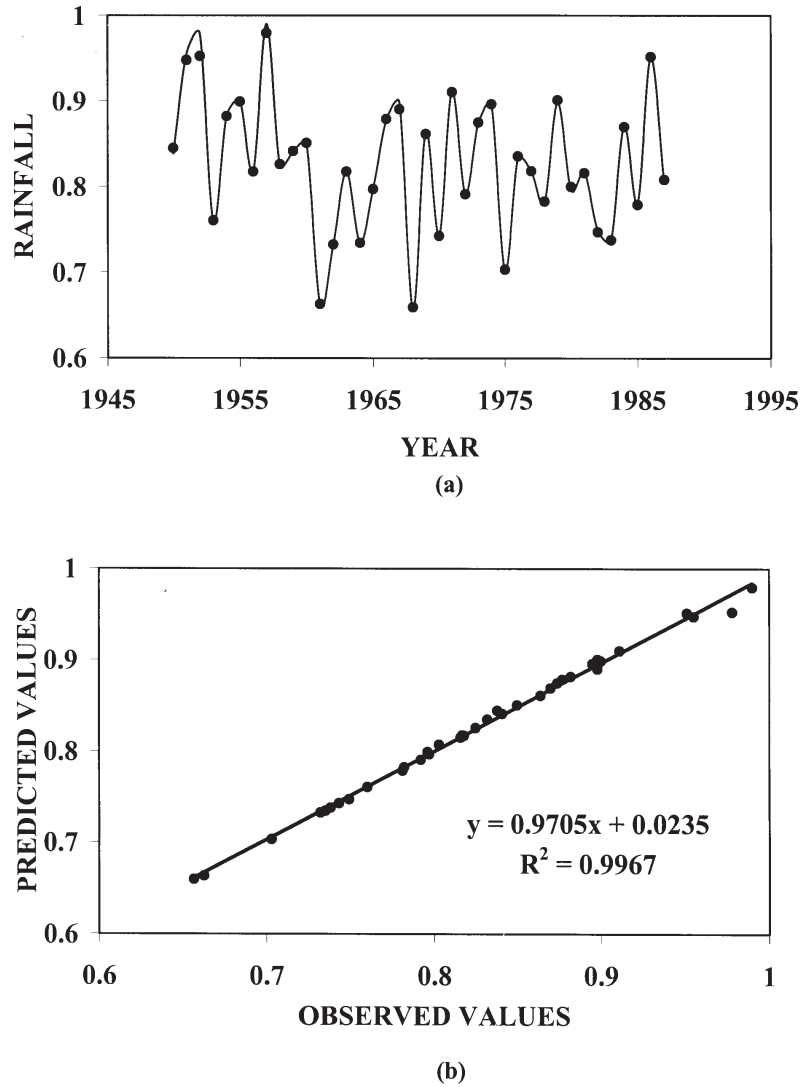 1
0.9
0.8
0.7
0.6
RAINFALL
1945 1955 1965 1975 1985 1995
YEAR
(a)
1
0.9
0.8
0.7
0.6
PREDICTED VALUES
y = 0.9705x + 0.0235
R² = 0.9967
0.6 0.7 0.8 0.9 1
OBSERVED VALUES
(b)